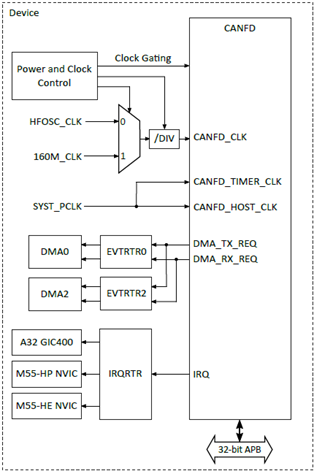 Device
CANFD
Clock Gating
Power and Clock
Control
HFOSC_CLK
0
/DIV
CANFD_CLK
160M_CLK
1
CANFD_TIMER_CLK
SYST_PCLK
CANFD_HOST_CLK
DMA0
EVTRTR0
DMA_TX_REQ
DMA_RX_REQ
DMA2
EVTRTR2
A32 GIC400
M55-HP NVIC
IRQRTR
IRQ
M55-HE NVIC
32-bit APB